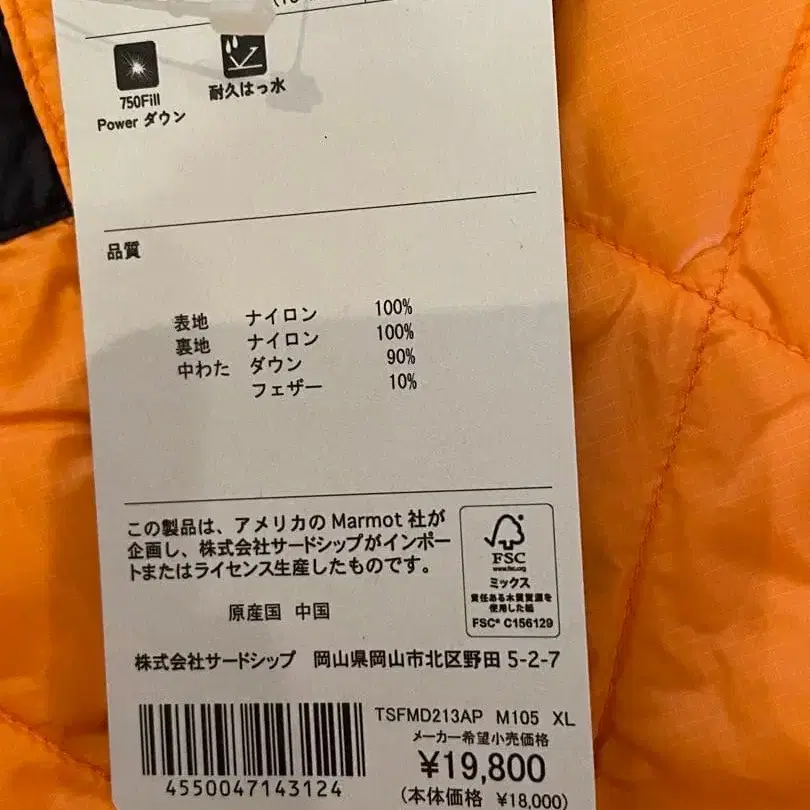 750Fill
Power ダウン
耐久はっ水
品質
表地 ナイロン 100%
裏地 ナイロン 100%
中わた ダウン 90%
フェザー 10%
この製品は、アメリカのMarmot社が
企画し、株式会社サードシップがインポー
トまたはライセンス生産したものです。
原産国 中国
FSC
www.fsc.org
ミックス
責任ある木質資源を
使用した紙
FSC® C156129
株式会社サードシップ 岡山県岡山市北区野田5-2-7
TSFMD213AP M105 XL
メーカー希望小売価格
¥19,800
(本体価格 ¥18,000)
4550047143124